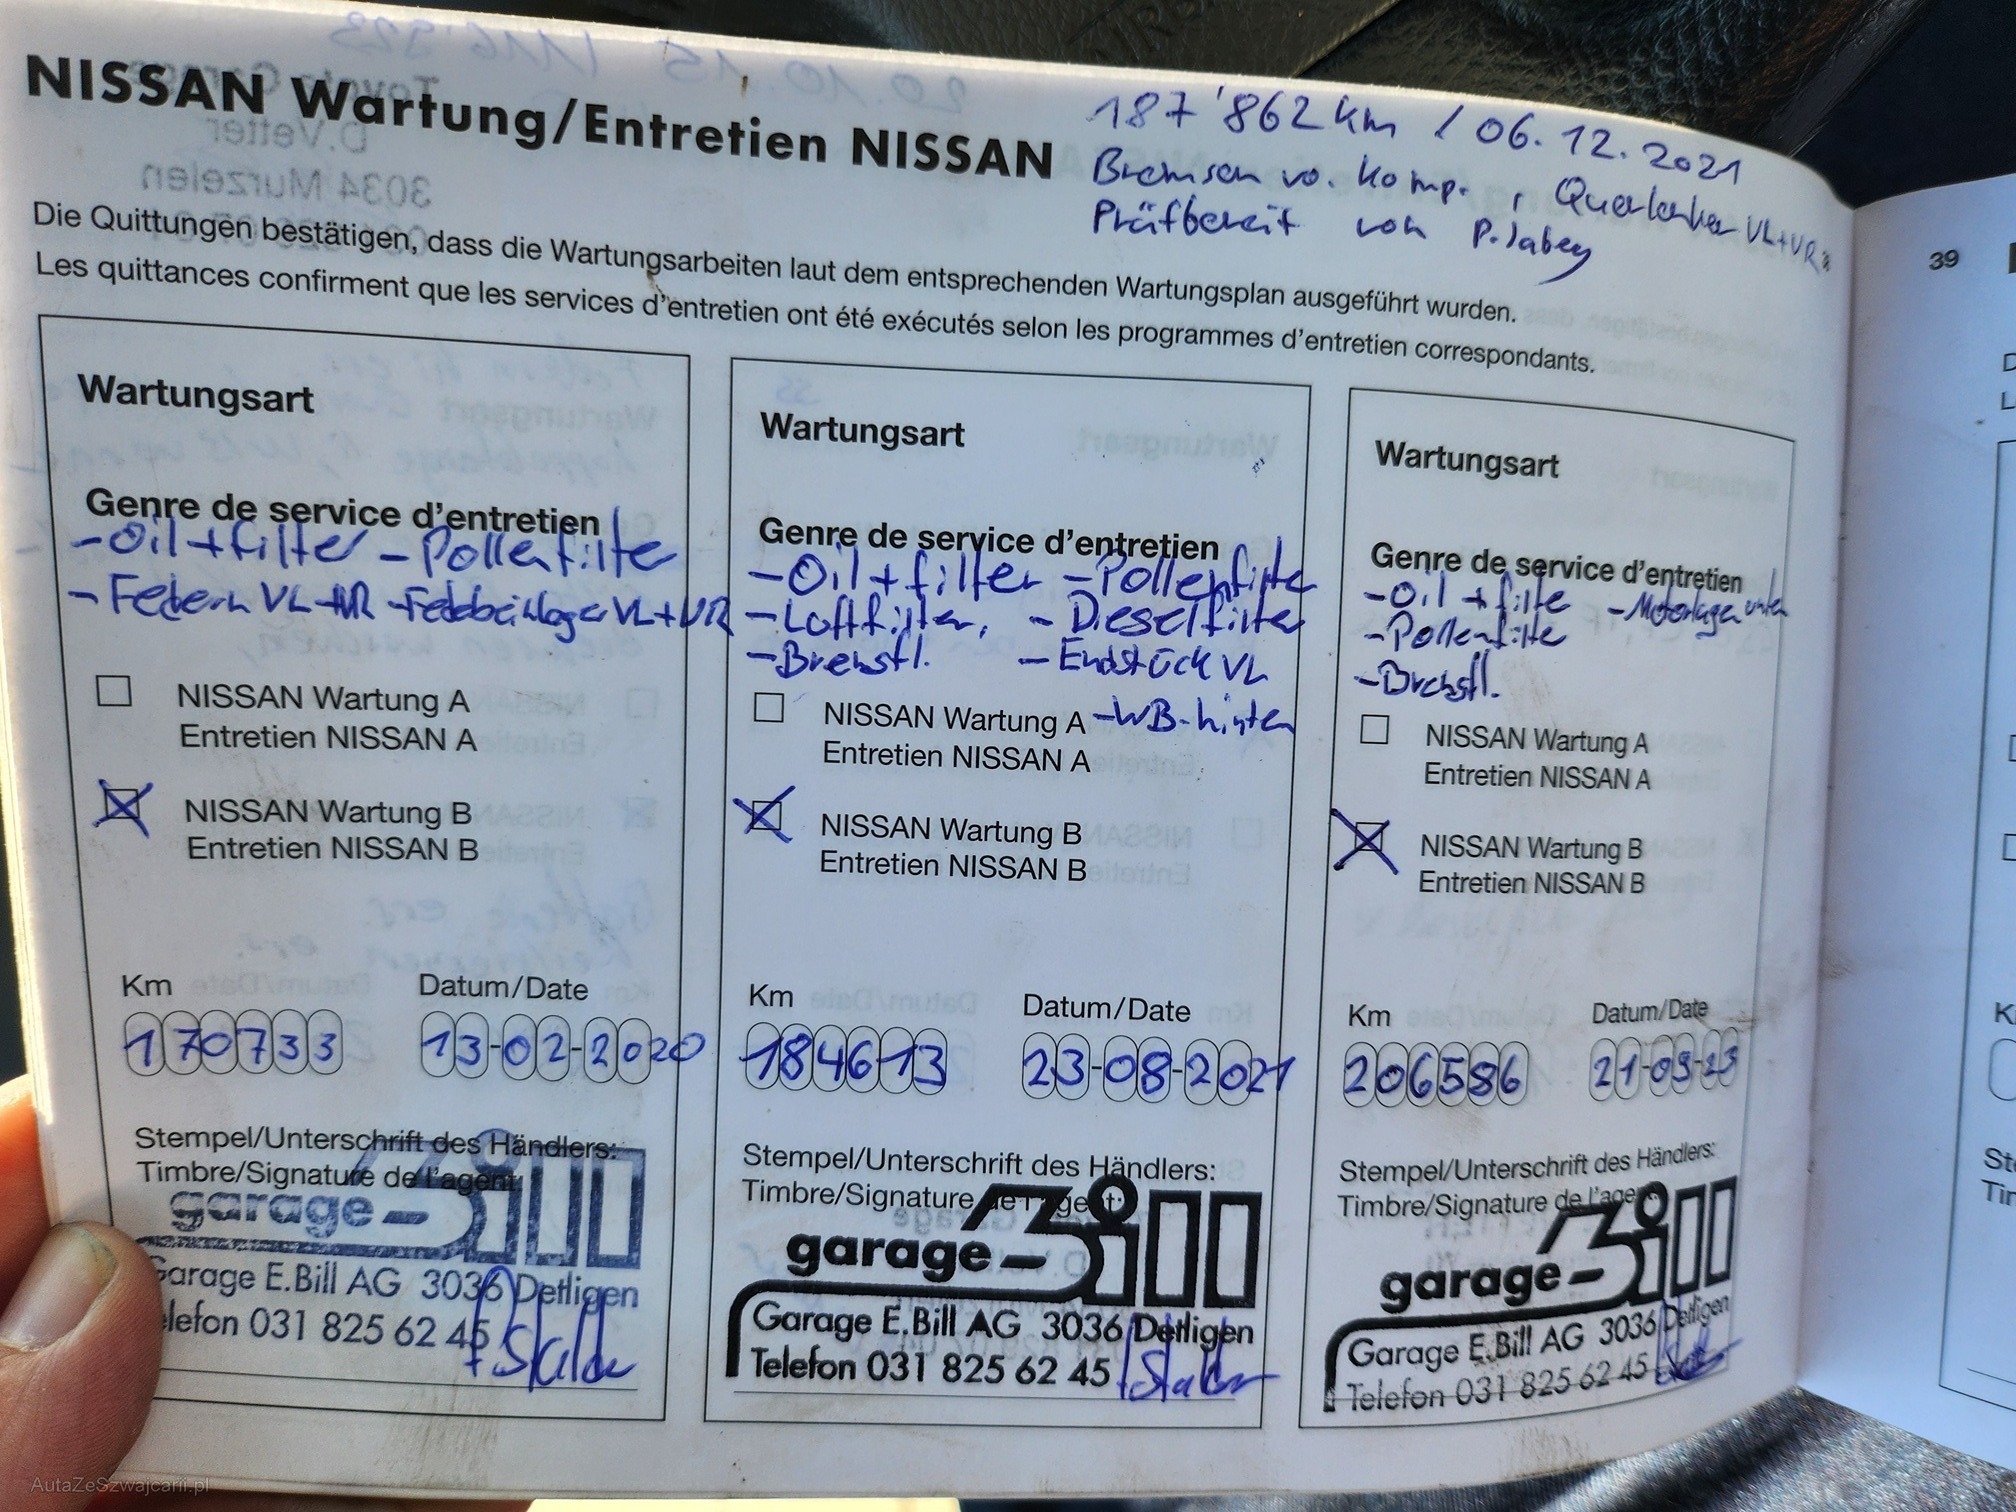 NISSAN Wartung/Entretien NISSAN
187'862 km / 06.12.2021
Bremsen vo. komp., Querlenker VL+VR
Prüfbereit von P.
Die Quittungen bestätigen, dass die Wartungsarbeiten laut dem entsprechenden Wartungsplan ausgeführt wurden.
Les quittances confirment que les services d'entretien ont été exécutés selon les programmes d'entretien correspondants.
Wartungsart
Genre de service d'entretien
-Oil+filter -Pollenfilter
-Federn VL+VR -Federbeinlager VL+VR
NISSAN Wartung A
Entretien NISSAN A
NISSAN Wartung B
Entretien NISSAN B
Km Datum/Date
170733 13-02-2020
Stempel/Unterschrift des Händlers:
Timbre/Signature de l'agent:
garage Bill
Garage E.Bill AG 3036 Detligen
Telefon 031 825 62 45
Wartungsart
Genre de service d'entretien
-Oil+filter -Pollenfilter
-Luftfilter, -Dieselfilter
-Bremsfl. -Endstück VL
NISSAN Wartung A -WB-hinten
Entretien NISSAN A
NISSAN Wartung B
Entretien NISSAN B
Km Datum/Date
184613 23-08-2021
Stempel/Unterschrift des Händlers:
Timbre/Signature de l'agent:
garage Bill
Garage E.Bill AG 3036 Detligen
Telefon 031 825 62 45
Wartungsart
Genre de service d'entretien
-Oil+filte -Motorlager unten
-Pollenfilte
-Bremsfl.
NISSAN Wartung A
Entretien NISSAN A
NISSAN Wartung B
Entretien NISSAN B
Km Datum/Date
206586 21-09-23
Stempel/Unterschrift des Händlers:
Timbre/Signature de l'agent:
garage Bill
Garage E.Bill AG 3036 Detligen
Telefon 031 825 62 45
39
AutaZeSzwajcarii.pl